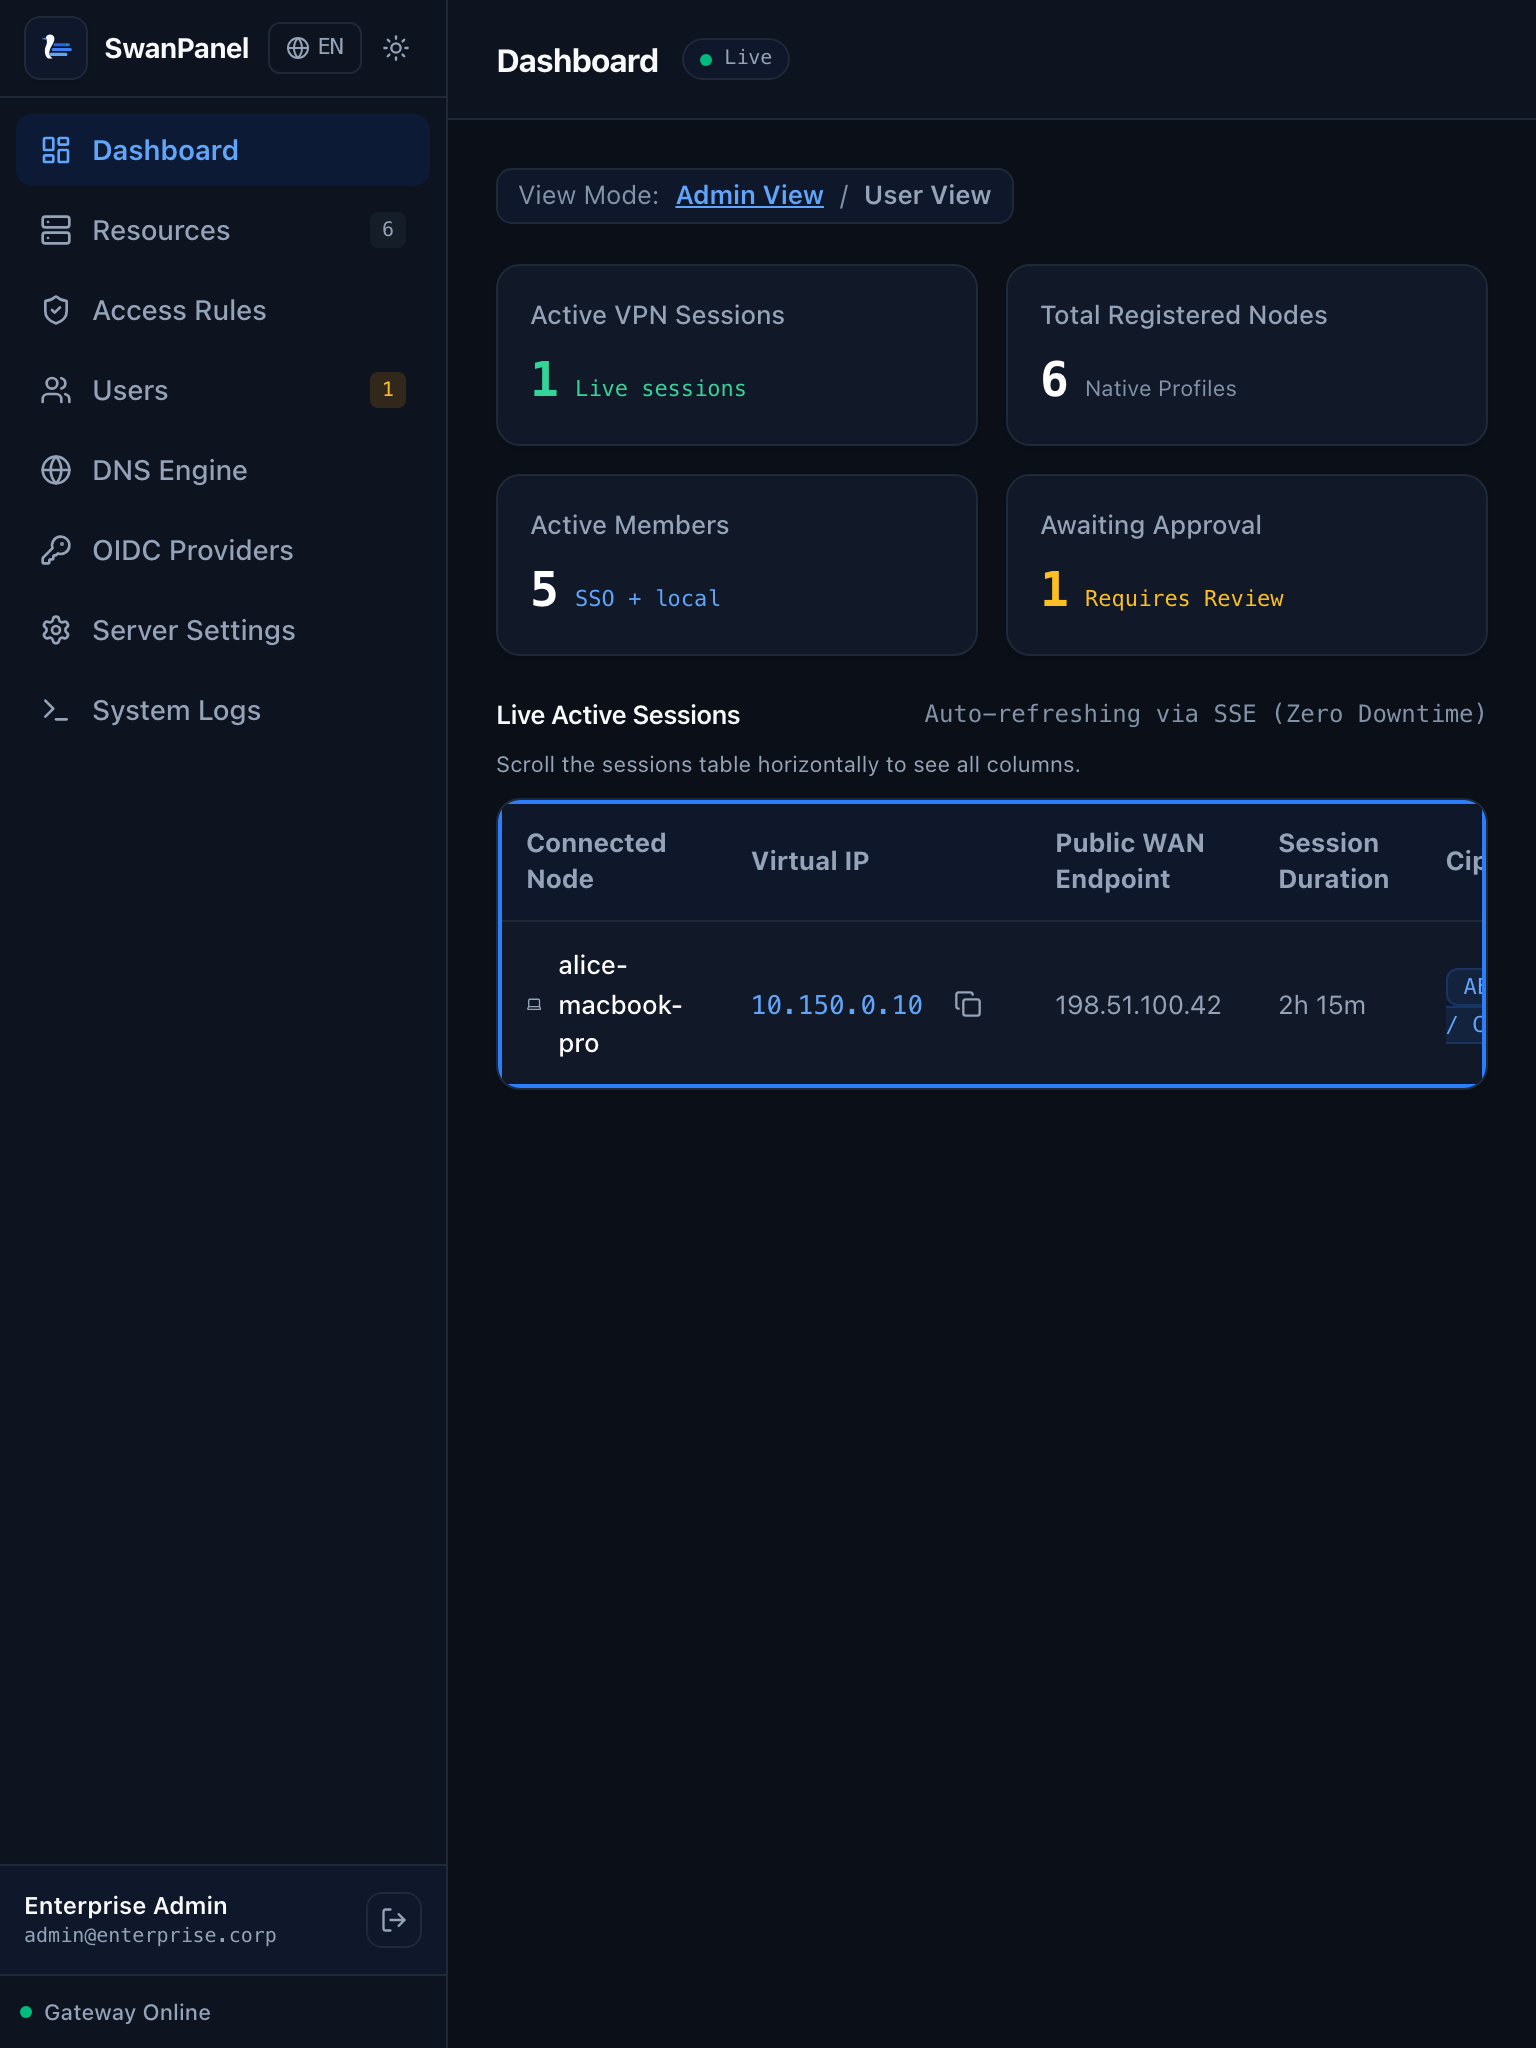 SwanPanel
EN
Dashboard
Resources
6
Access Rules
Users
1
DNS Engine
OIDC Providers
Server Settings
System Logs
Enterprise Admin
admin@enterprise.corp
Gateway Online
Dashboard
Live
View Mode: Admin View / User View
Active VPN Sessions
1 Live sessions
Total Registered Nodes
6 Native Profiles
Active Members
5 SSO + local
Awaiting Approval
1 Requires Review
Live Active Sessions
Auto-refreshing via SSE (Zero Downtime)
Scroll the sessions table horizontally to see all columns.
Connected
Node
Virtual IP
Public WAN
Endpoint
Session
Duration
alice-
macbook-
pro
10.150.0.10
198.51.100.42
2h 15m